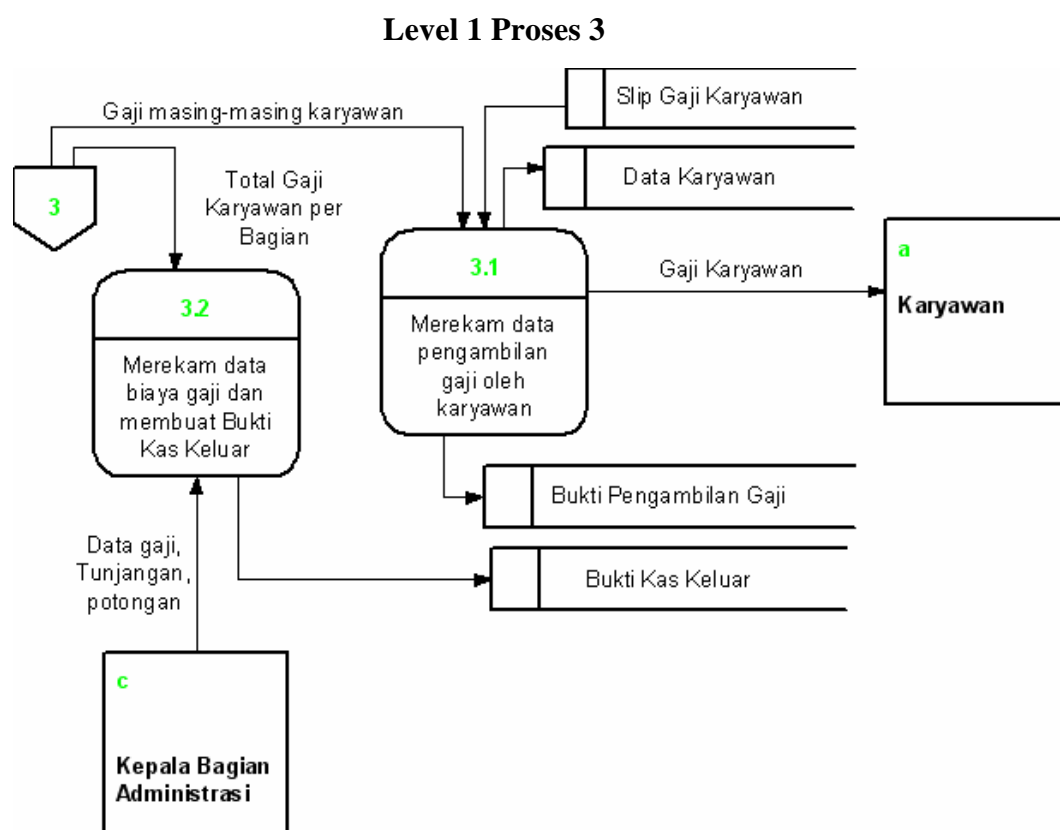 Level 1 Proses 3
Gaji masing-masing karyawan
Slip Gaji Karyawan
Data Karyawan
3
Total Gaji
Karyawan per
Bagian
3.1
Merekam data
pengambilan
gaji oleh
karyawan
Gaji Karyawan
a
Karyawan
3.2
Merekam data
biaya gaji dan
membuat Bukti
Kas Keluar
Bukti Pengambilan Gaji
Bukti Kas Keluar
Data gaji,
Tunjangan,
potongan
c
Kepala Bagian
Administrasi